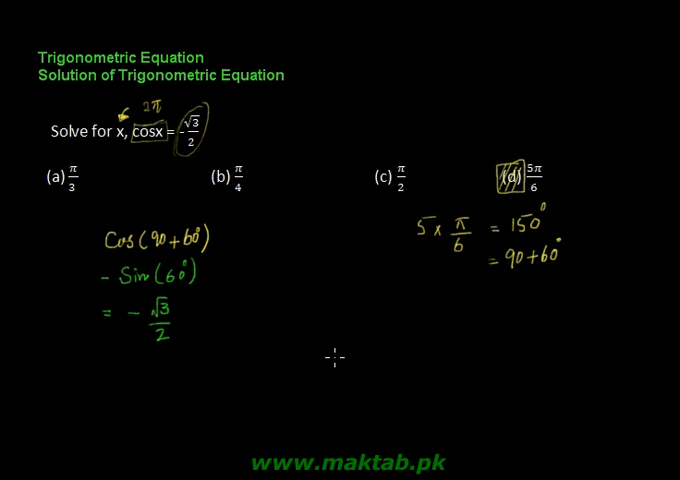 Trigonometric Equation
Solution of Trigonometric Equation
2π
Solve for x, cosx = -√3/2
(a) π/3 (b) π/4 (c) π/2 (d) 5π/6
5 × π/6 = 150°
= 90+60°
Cos(90+60°)
- Sin(60°)
= - √3/2
www.maktab.pk